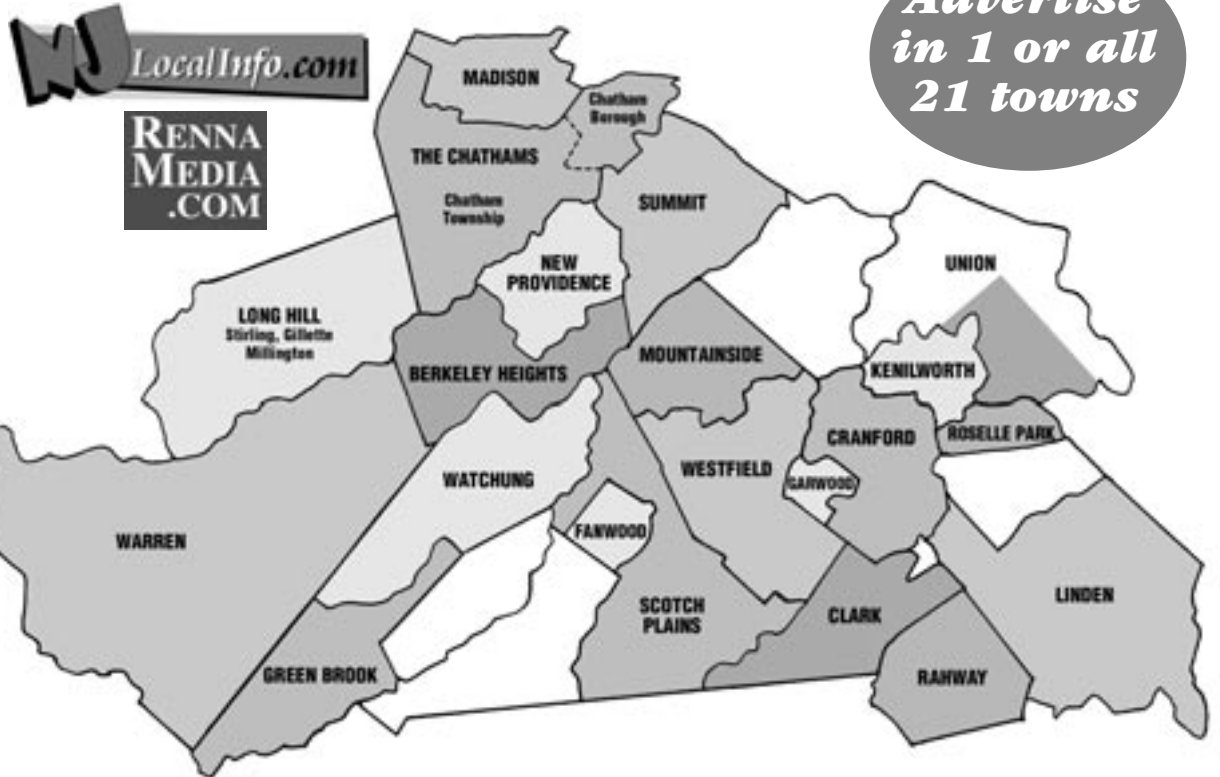 NJ
LocalInfo.com
RENNA
MEDIA
.COM
Advertise
in 1 or all
21 towns
MADISON
Chatham
Borough
THE CHATHAMS
Chatham
Township
SUMMIT
NEW
PROVIDENCE
UNION
LONG HILL
Stirling, Gillette
Millington
MOUNTAINSIDE
BERKELEY HEIGHTS
KENILWORTH
CRANFORD
ROSELLE PARK
WESTFIELD
WATCHUNG
GARWOOD
FANWOOD
WARREN
LINDEN
SCOTCH
PLAINS
CLARK
GREEN BROOK
RAHWAY